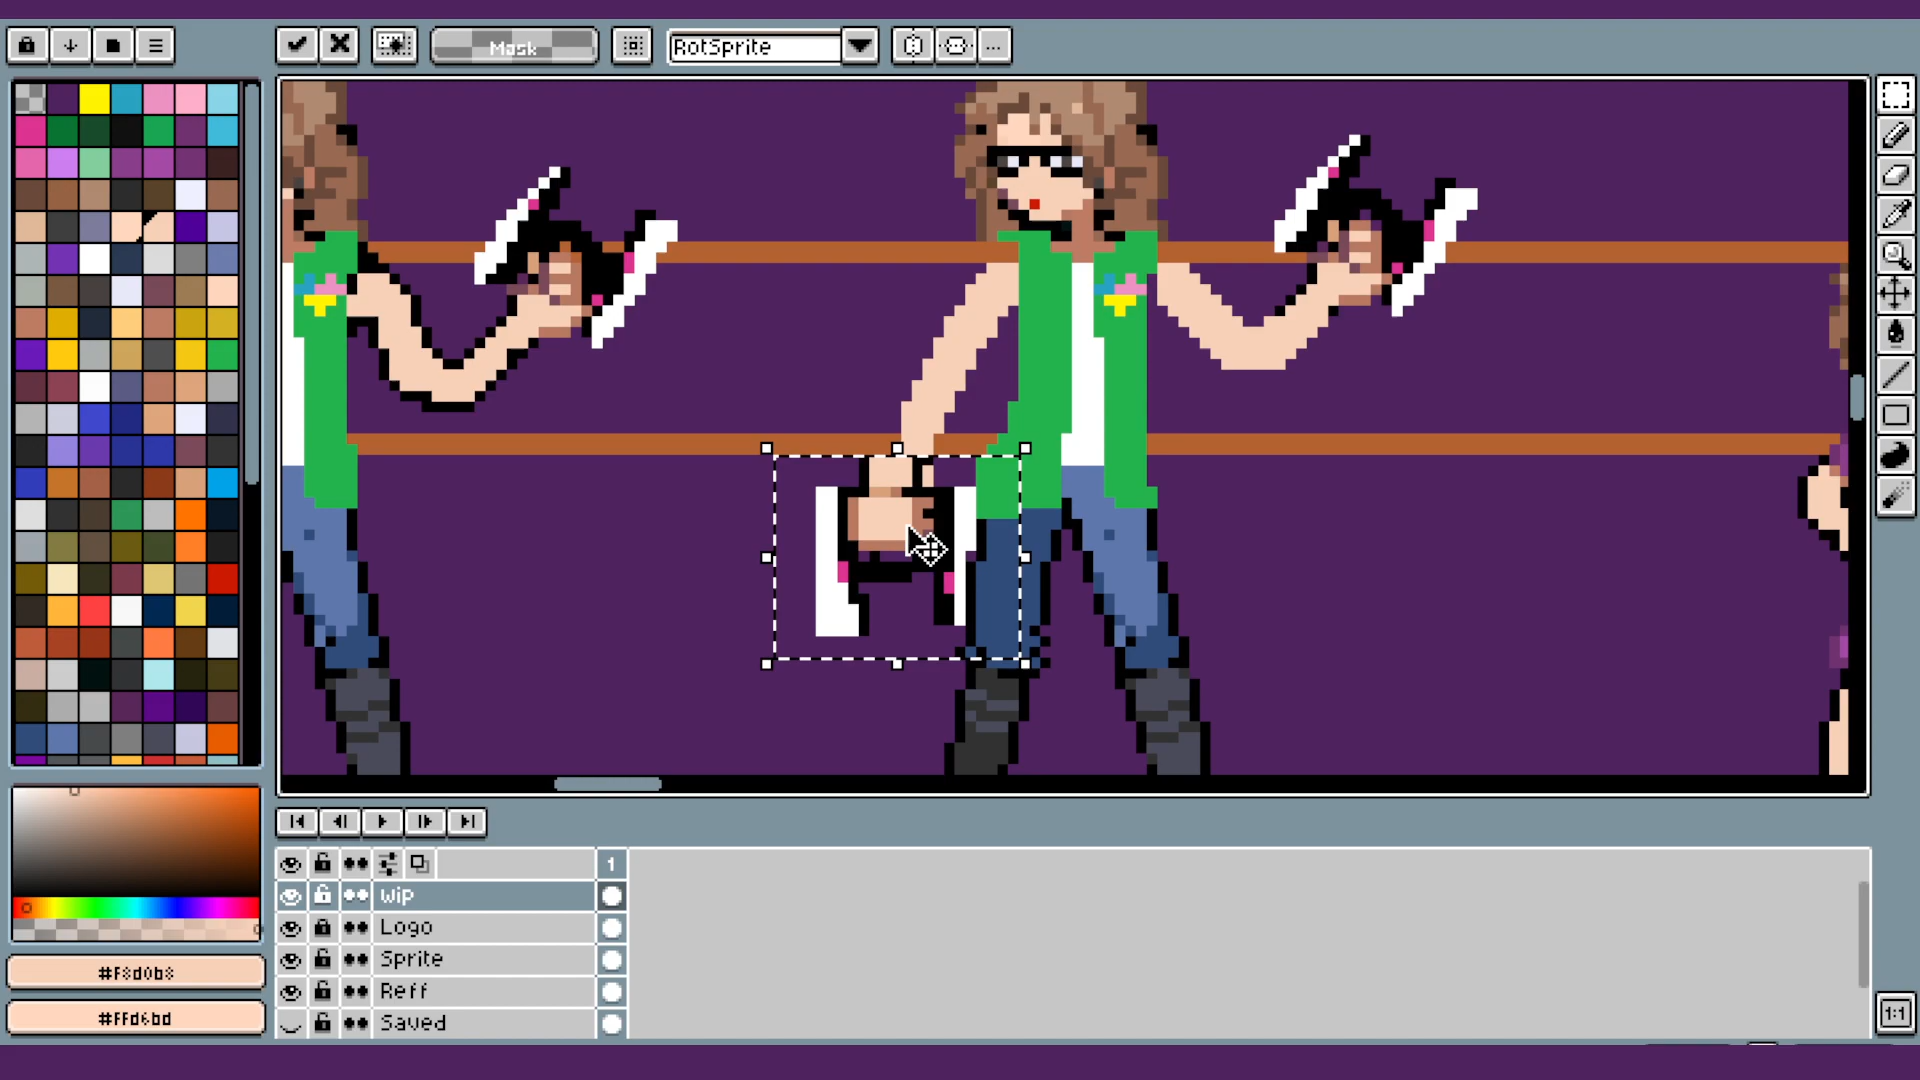 Mask
RotSprite
...
1
wip
Logo
Sprite
Reff
Saved
#f8d0b8
#ffd6bd
1:1